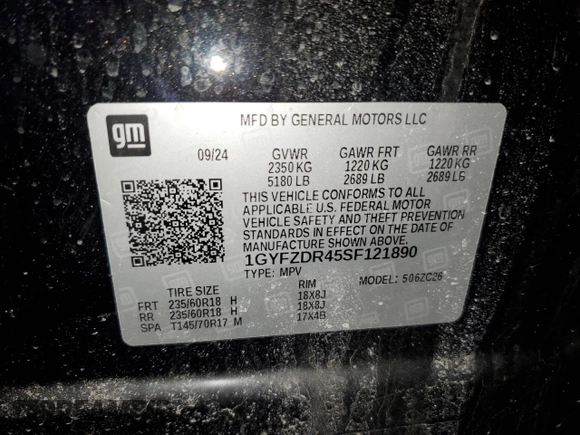 gm
MFD BY GENERAL MOTORS LLC
09/24 GVWR GAWR FRT GAWR RR
2350 KG 1220 KG 1220 KG
5180 LB 2689 LB 2689 LB
THIS VEHICLE CONFORMS TO ALL
APPLICABLE U.S. FEDERAL MOTOR
VEHICLE SAFETY AND THEFT PREVENTION
STANDARDS IN EFFECT ON THE DATE OF
MANUFACTURE SHOWN ABOVE.
1GYFZDR45SF121890
TYPE: MPV MODEL: 506ZC26
TIRE SIZE RIM
FRT 235/60R18 H 18X8J
RR 235/60R18 H 18X8J
SPA T145/70R17 M 17X4B